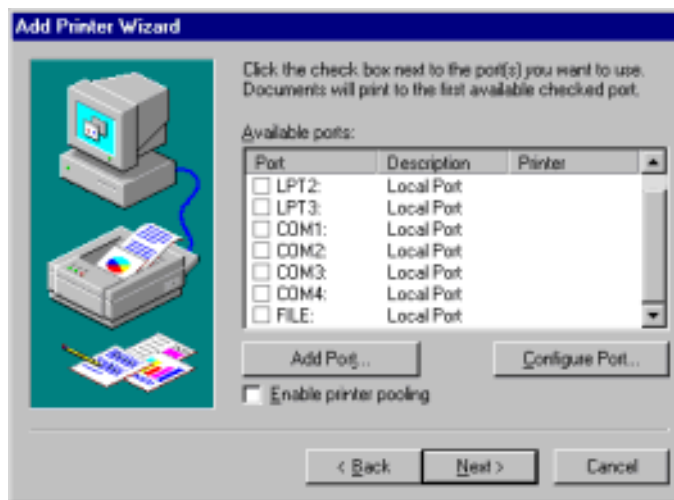 Add Printer Wizard
Click the check box next to the port(s) you want to use.
Documents will print to the first available checked port.
Available ports:
Port Description Printer
LPT2: Local Port
LPT3: Local Port
COM1: Local Port
COM2: Local Port
COM3: Local Port
COM4: Local Port
FILE: Local Port
Add Port... Configure Port...
Enable printer pooling
< Back Next > Cancel